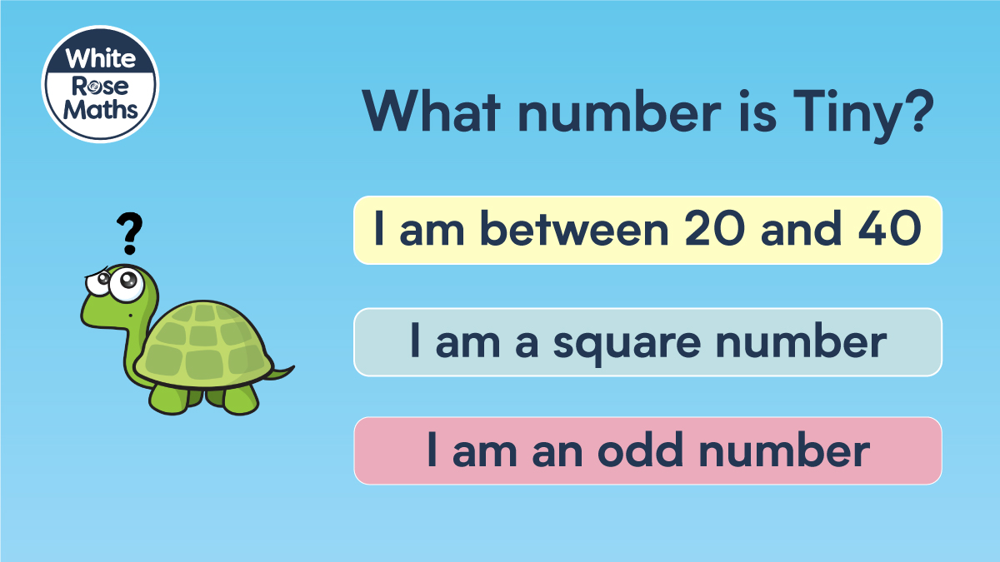 White
Rose
Maths
What number is Tiny?
?
I am between 20 and 40
I am a square number
I am an odd number